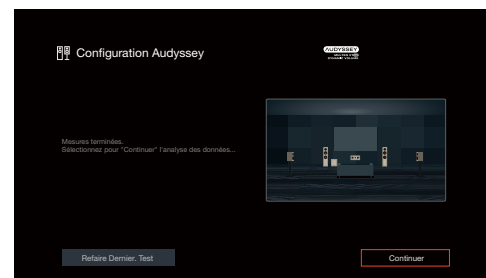 Configuration Audyssey
AUDYSSEY
Mesures terminées.
Sélectionnez pour "Continuer" l'analyse des données...
Refaire Dernier. Test
Continuer